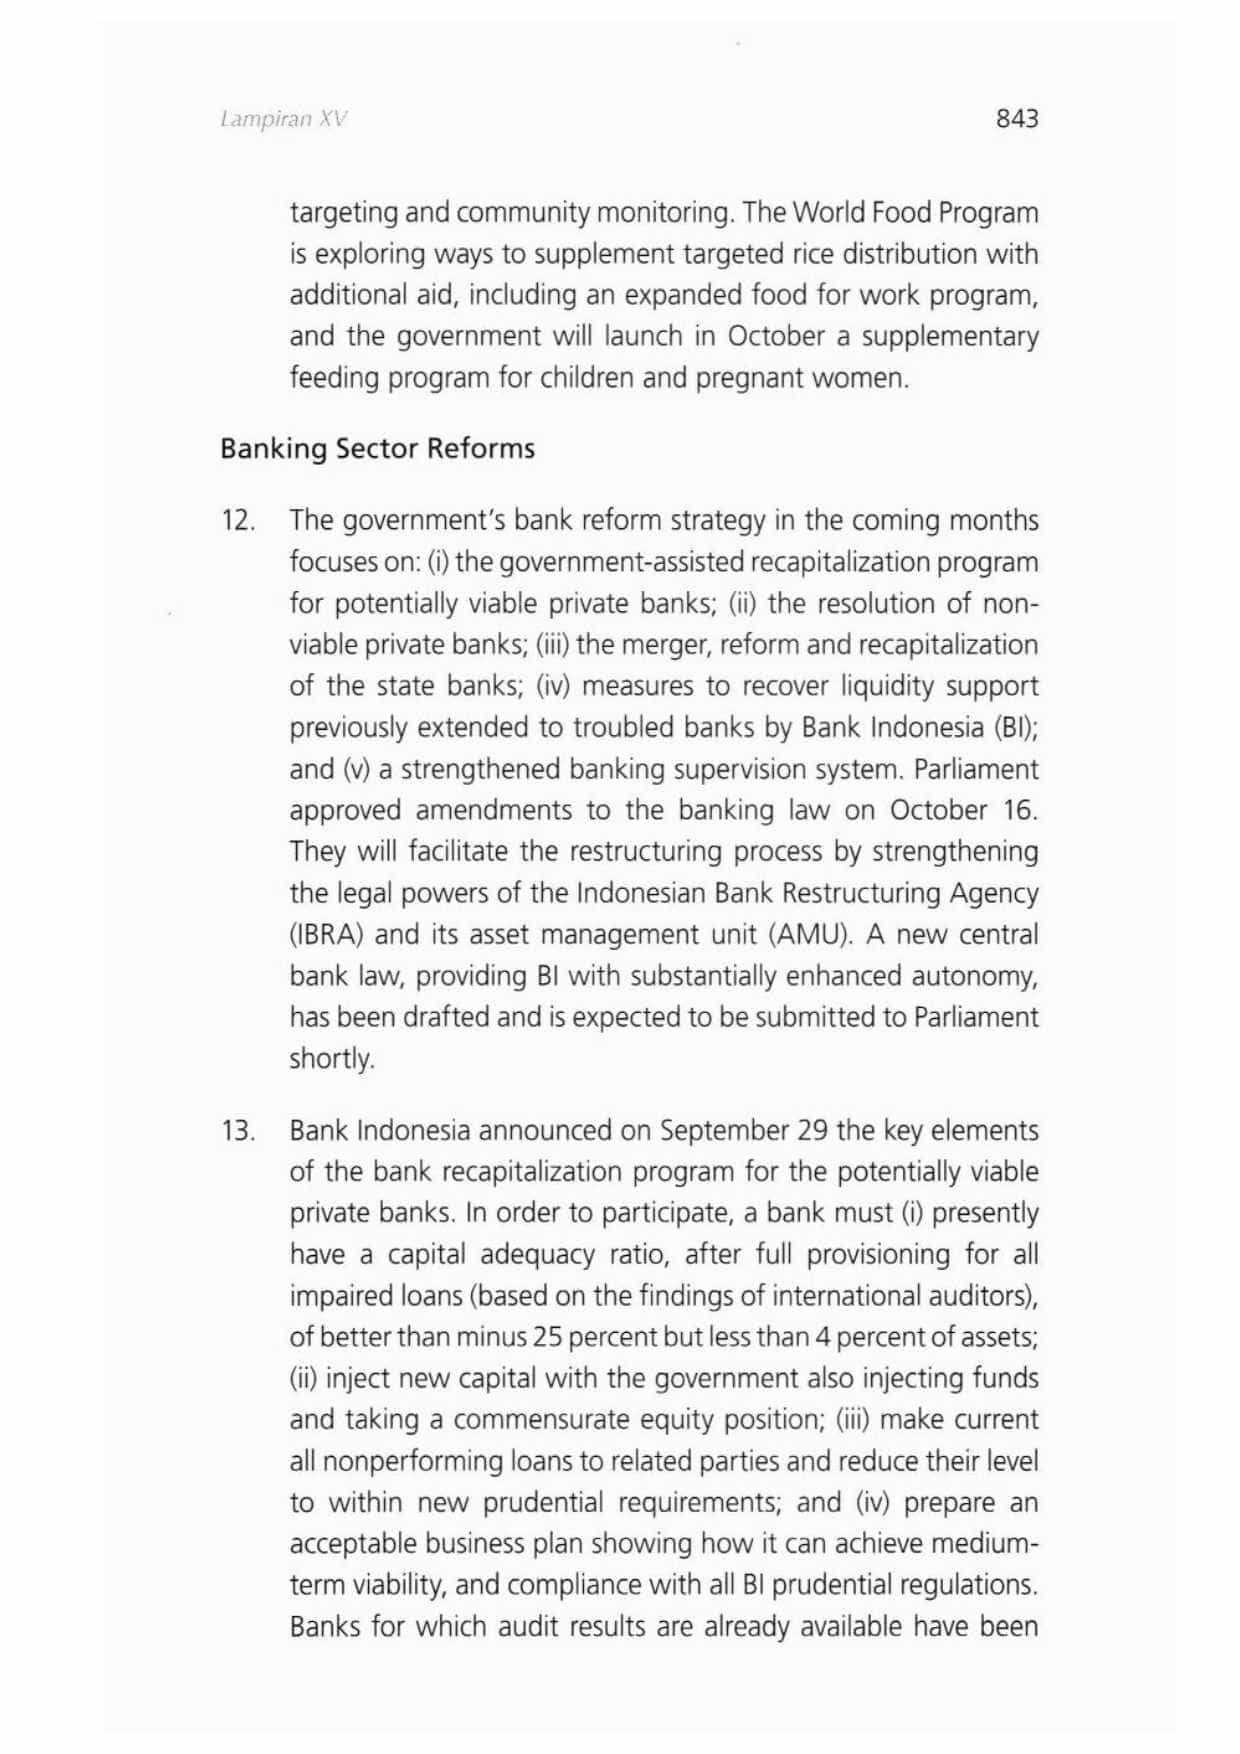 Lampiran XV
843
targeting and community monitoring. The World Food Program
is exploring ways to supplement targeted rice distribution with
additional aid, including an expanded food for work program,
and the government will launch in October a supplementary
feeding program for children and pregnant women.
Banking Sector Reforms
12. The government's bank reform strategy in the coming months
focuses on: (i) the government-assisted recapitalization program
for potentially viable private banks; (ii) the resolution of non-
viable private banks; (iii) the merger, reform and recapitalization
of the state banks; (iv) measures to recover liquidity support
previously extended to troubled banks by Bank Indonesia (BI);
and (v) a strengthened banking supervision system. Parliament
approved amendments to the banking law on October 16.
They will facilitate the restructuring process by strengthening
the legal powers of the Indonesian Bank Restructuring Agency
(IBRA) and its asset management unit (AMU). A new central
bank law, providing BI with substantially enhanced autonomy,
has been drafted and is expected to be submitted to Parliament
shortly.
13. Bank Indonesia announced on September 29 the key elements
of the bank recapitalization program for the potentially viable
private banks. In order to participate, a bank must (i) presently
have a capital adequacy ratio, after full provisioning for all
impaired loans (based on the findings of international auditors),
of better than minus 25 percent but less than 4 percent of assets;
(ii) inject new capital with the government also injecting funds
and taking a commensurate equity position; (iii) make current
all nonperforming loans to related parties and reduce their level
to within new prudential requirements; and (iv) prepare an
acceptable business plan showing how it can achieve medium-
term viability, and compliance with all BI prudential regulations.
Banks for which audit results are already available have been